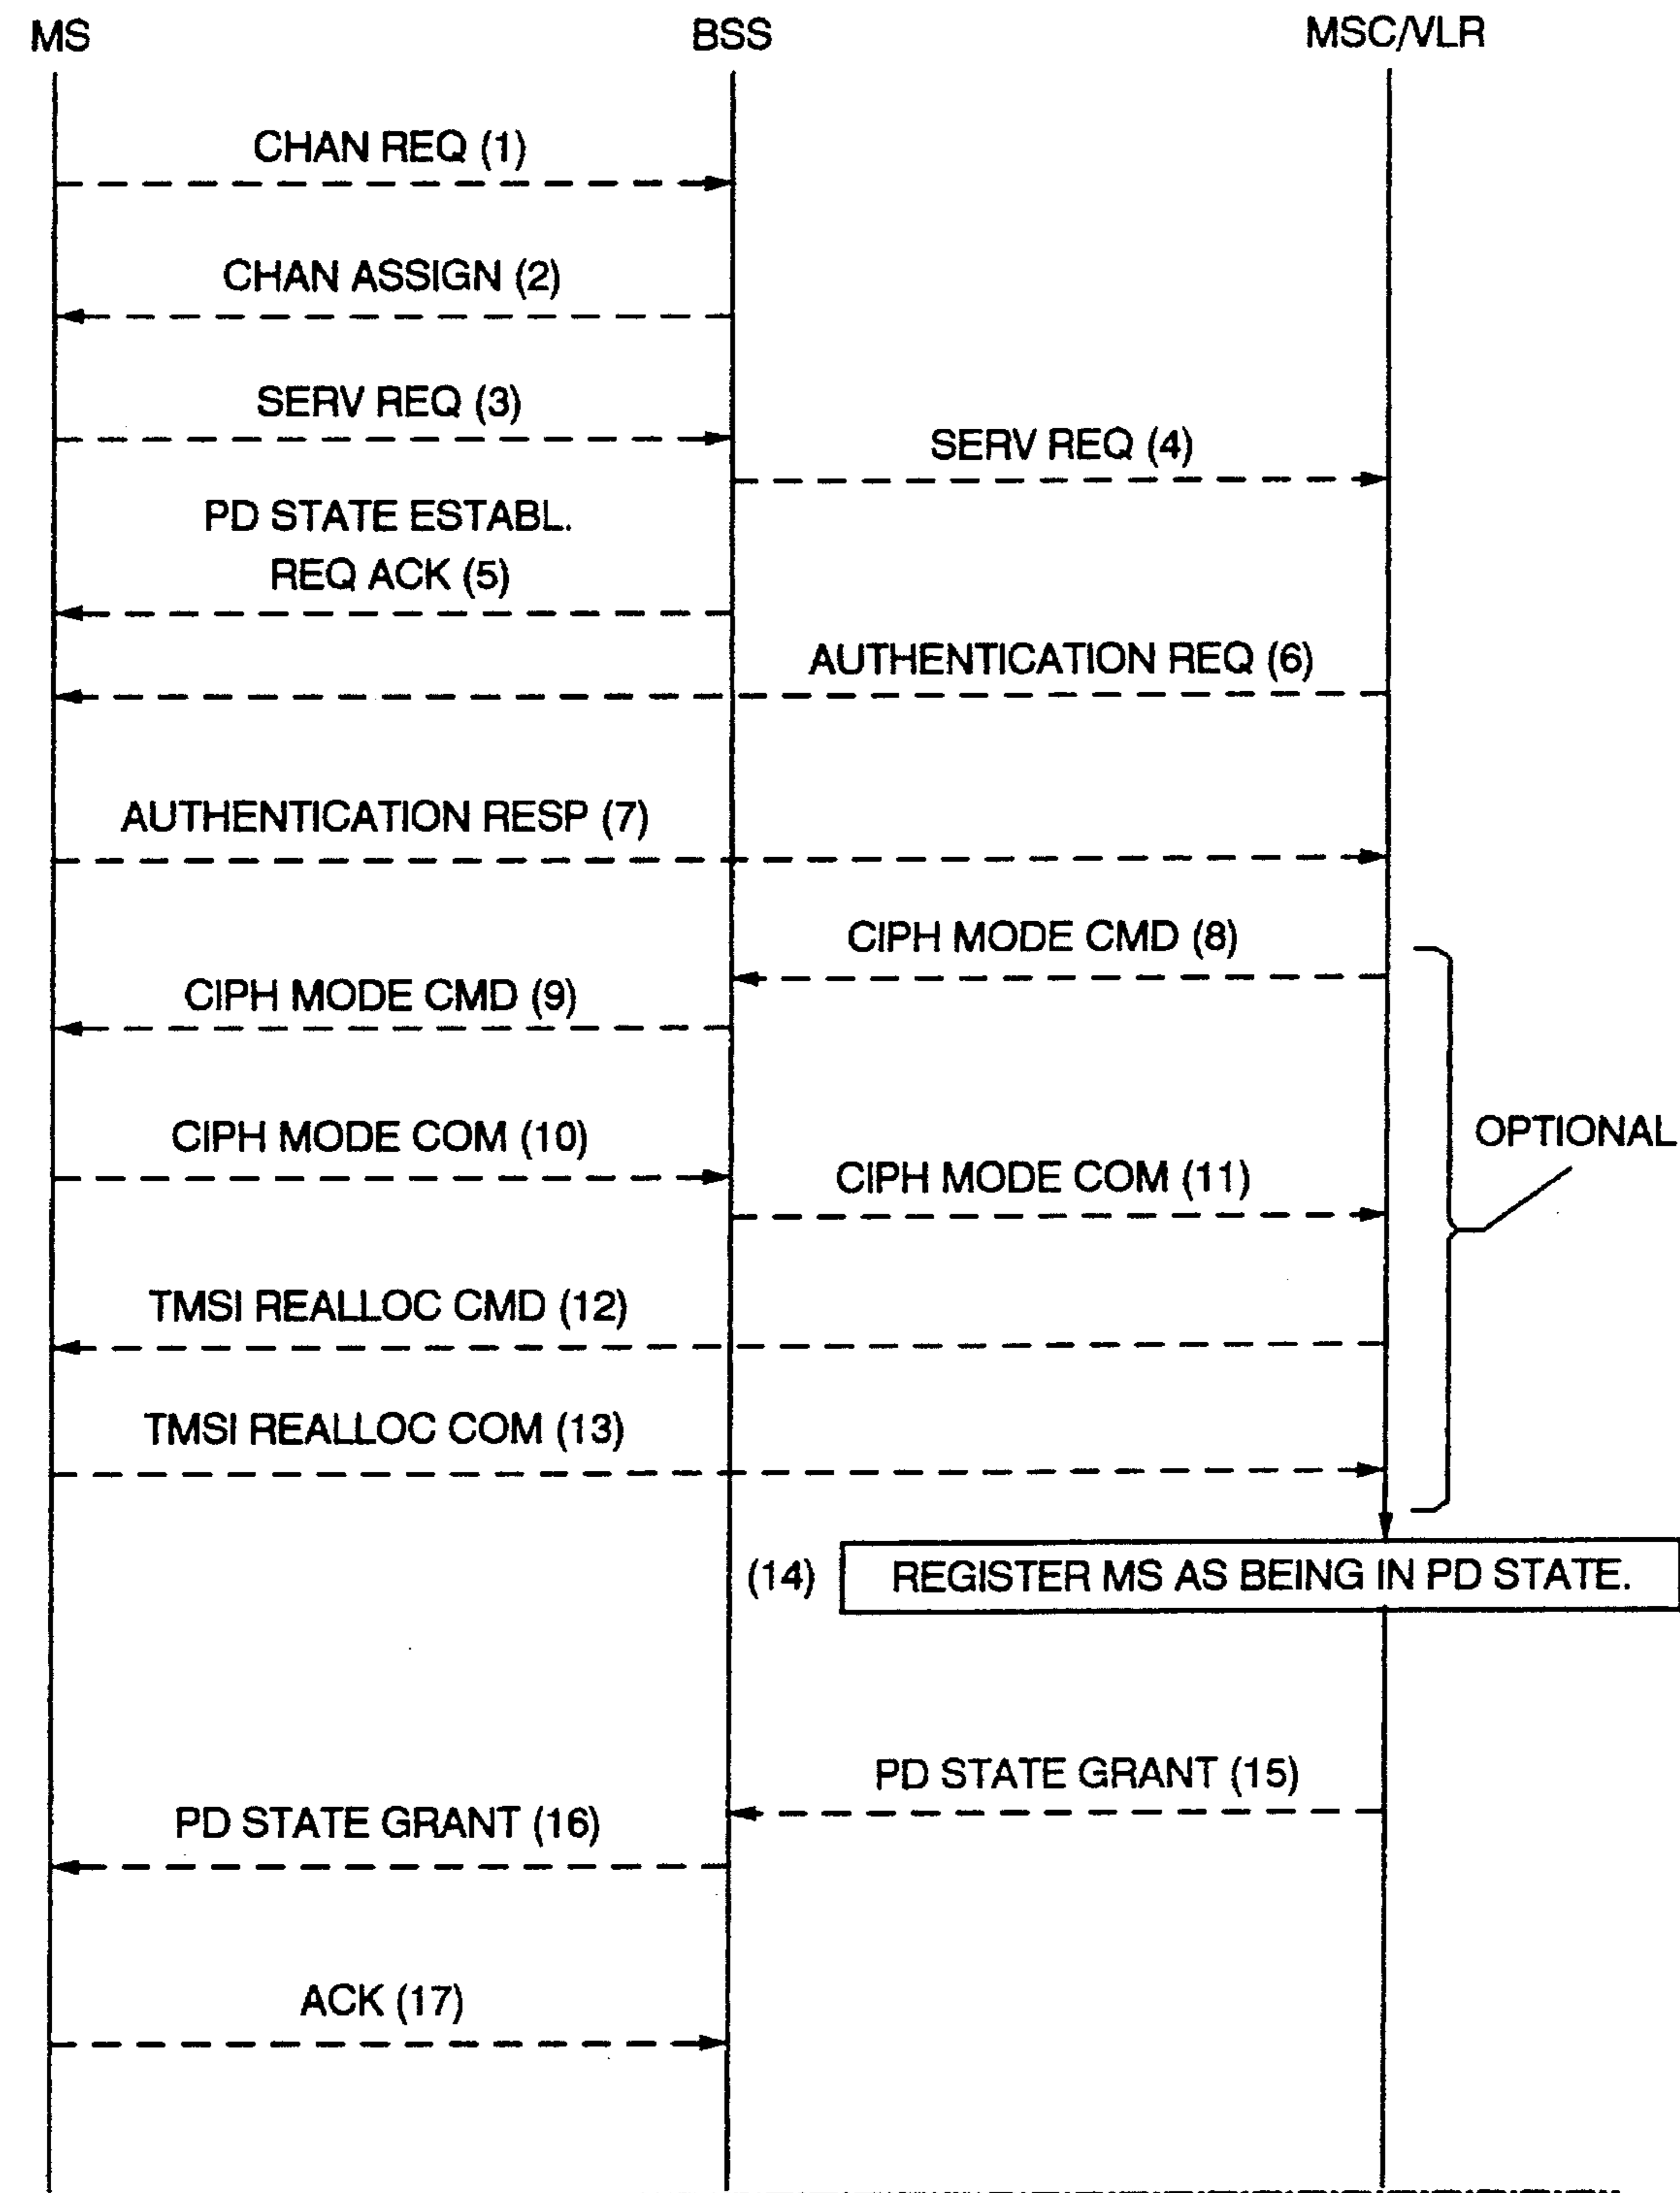 MS BSS MSC/VLR
CHAN REQ (1)
CHAN ASSIGN (2)
SERV REQ (3)
SERV REQ (4)
PD STATE ESTABL.
REQ ACK (5)
AUTHENTICATION REQ (6)
AUTHENTICATION RESP (7)
CIPH MODE CMD (8)
CIPH MODE CMD (9)
OPTIONAL
CIPH MODE COM (10)
CIPH MODE COM (11)
TMSI REALLOC CMD (12)
TMSI REALLOC COM (13)
(14) REGISTER MS AS BEING IN PD STATE.
PD STATE GRANT (15)
PD STATE GRANT (16)
ACK (17)